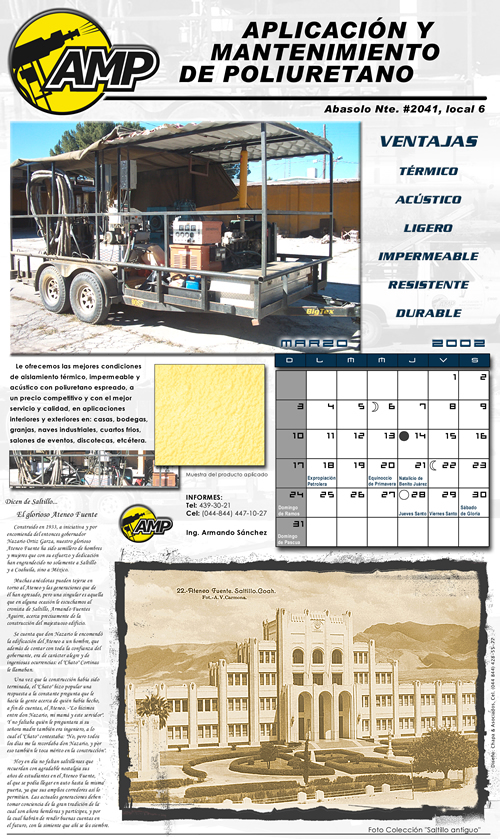 AMP
APLICACIÓN Y
MANTENIMIENTO
DE POLIURETANO
Abasolo Nte. #2041, local 6
VENTAJAS
TÉRMICO
ACÚSTICO
LIGERO
IMPERMEABLE
RESISTENTE
DURABLE
BigTex
MARZO 2002
Le ofrecemos las mejores condiciones
de aislamiento térmico, impermeable y
acústico con poliuretano espreado, a
un precio competitivo y con el mejor
servicio y calidad, en aplicaciones
interiores y exteriores en: casas, bodegas,
granjas, naves industriales, cuartos fríos,
salones de eventos, discotecas, etcétera.
Muestra del producto aplicado
D L M M J V S
1 2
3 4 5 6 7 8 9
10 11 12 13 14 15 16
17 18 19 20 21 22 23
Expropiación Petrolera
Equinoccio de Primavera
Natalicio de Benito Juárez
24 25 26 27 28 29 30
Domingo de Ramos
Jueves Santo
Viernes Santo
Sábado de Gloria
31
Domingo de Pascua
INFORMES:
Tel: 439-30-21
Cel: (044-844) 447-10-27
Ing. Armando Sánchez
AMP
Dicen de Saltillo...
El glorioso Ateneo Fuente
Construido en 1933, a iniciativa y por
encomienda del entonces gobernador
Nazario Ortiz Garza, nuestro glorioso
Ateneo Fuente ha sido semillero de hombres
y mujeres que con su esfuerzo y dedicación
han engrandecido no solamente a Saltillo
y a Coahuila, sino a México.
Muchas anécdotas pueden tejerse en
torno al Ateneo y las generaciones que de
él han egresado, pero una singular es aquella
que en alguna ocasión le escuchamos al
cronista de Saltillo, Armando Fuentes
Aguirre, acerca precisamente de la
construcción del majestuoso edificio.
Se cuenta que don Nazario le encomendó
la edificación del Ateneo a un hombre, que
además de contar con toda la confianza del
gobernante, era de carácter alegre y de
ingeniosas ocurrencias: el 'Chato' Cortinas
le llamaban.
Una vez que la construcción había sido
terminada, el 'Chato' hizo popular una
respuesta a la constante pregunta que le
hacía la gente acerca de quién había hecho,
a fin de cuentas, el Ateneo. "Lo hicimos
entre don Nazario, mi mamá y este servidor".
Y no faltaba quién le preguntara si su
señora madre también era ingeniero, a lo
cual el 'Chato' contestaba: "No, pero todos
los días me la recordaba don Nazario, y por
eso también le toca mérito en la construcción".
Hoy en día no faltan saltillenses que
recuerdan con agradable nostalgia sus
años de estudiantes en el Ateneo Fuente,
al que se podía llegar en auto hasta la misma
puerta, ya que sus amplios corredores así lo
permitían. Las actuales generaciones deben
tomar conciencia de la gran tradición de la
cual son ahora herederos y partícipes, y por
la cual habrán de rendir buenas cuentas en
el futuro, con la simiente que ahí se les siembre.
22.-Ateneo Fuente. Saltillo.Coah.
Fot.-A.V.Carmona.
Diseño: Chapa & Asociados, Cel. (044 844) 428-55-77
Foto Colección "Saltillo antiguo"